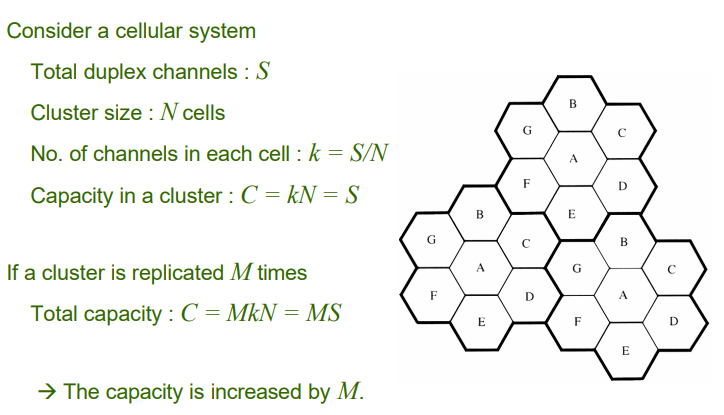 Consider a cellular system
Total duplex channels : S
Cluster size : N cells
No. of channels in each cell : k = S/N
Capacity in a cluster : C = kN = S
If a cluster is replicated M times
Total capacity : C = MkN = MS
→ The capacity is increased by M.
B
G
C
A
F
D
B
E
G
C
B
A
G
C
F
D
A
E
F
D
E